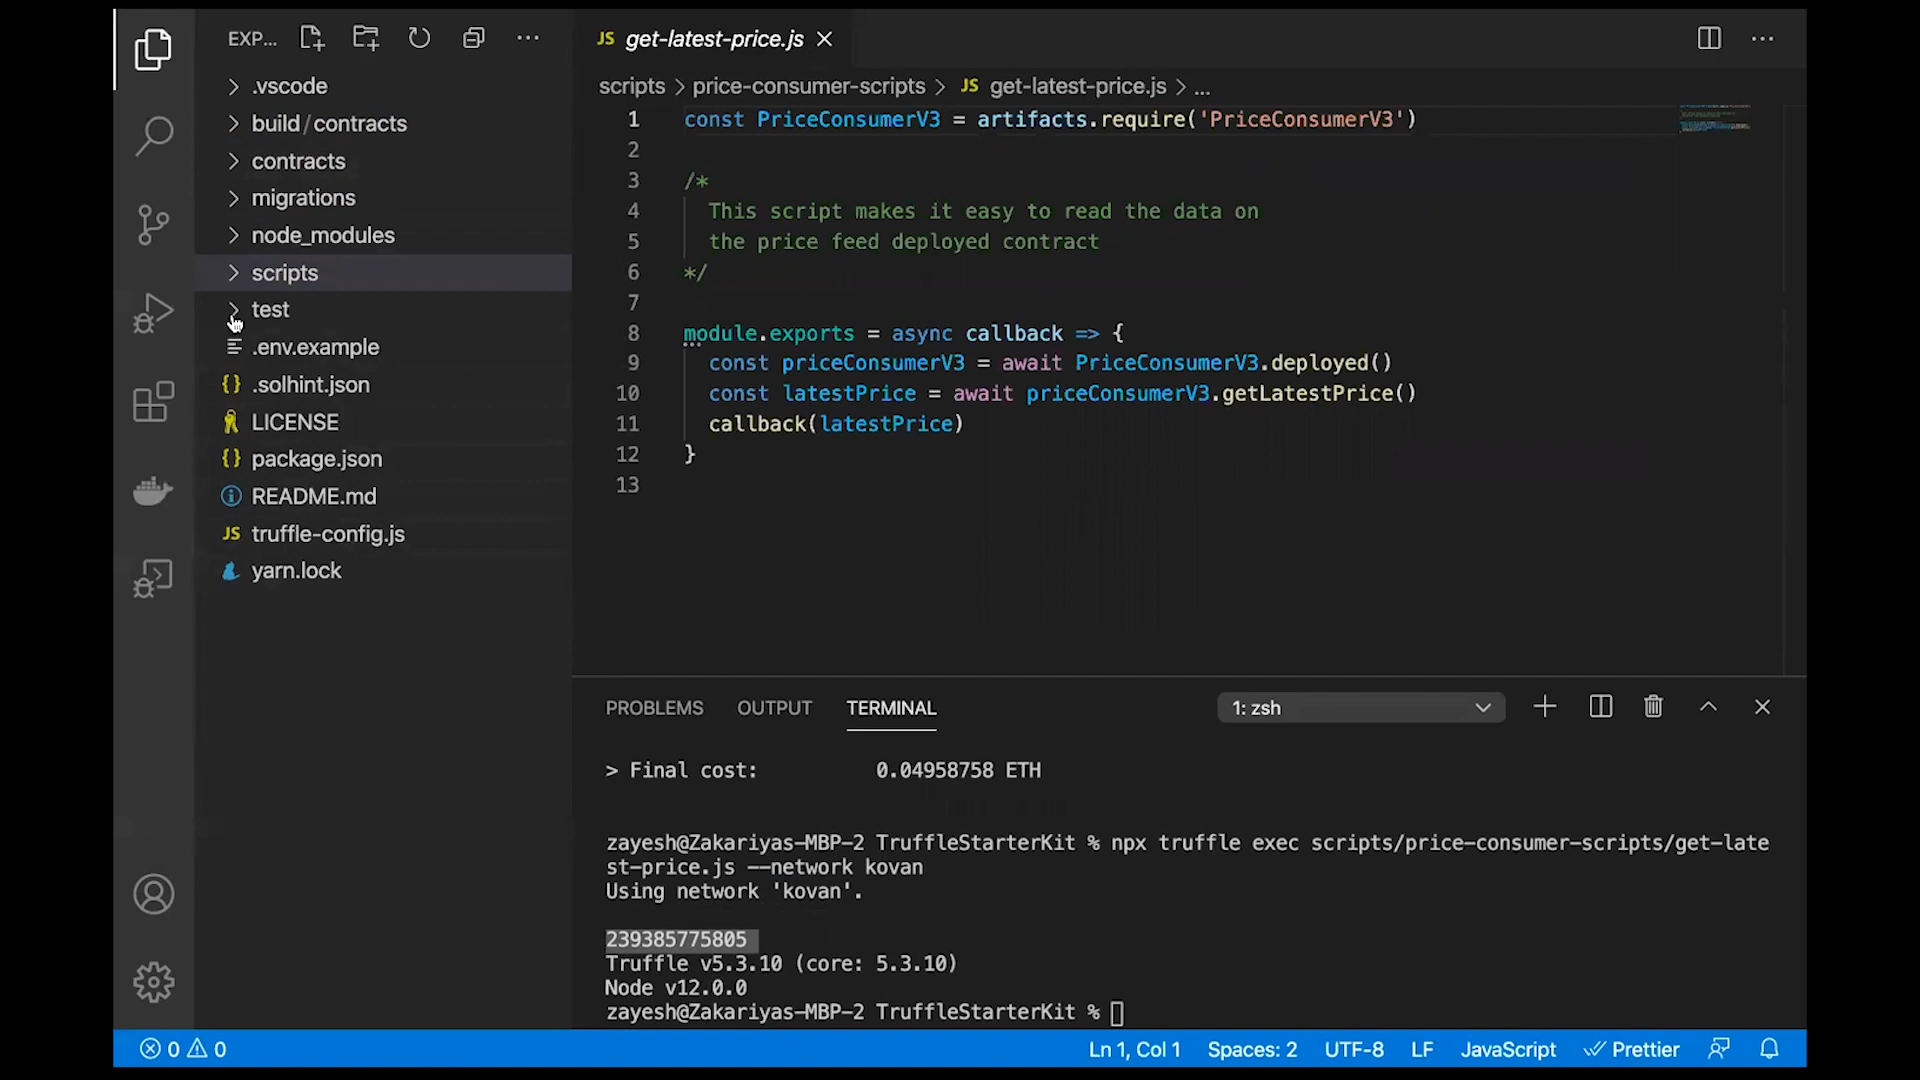 EXP...
.vscode
build / contracts
contracts
migrations
node_modules
scripts
test
.env.example
{} .solhint.json
LICENSE
{} package.json
README.md
JS truffle-config.js
yarn.lock
JS get-latest-price.js
scripts > price-consumer-scripts > JS get-latest-price.js > ...
1 const PriceConsumerV3 = artifacts.require('PriceConsumerV3')
2
3 /*
4 This script makes it easy to read the data on
5 the price feed deployed contract
6 */
7
8 module.exports = async callback => {
9 const priceConsumerV3 = await PriceConsumerV3.deployed()
10 const latestPrice = await priceConsumerV3.getLatestPrice()
11 callback(latestPrice)
12 }
13
PROBLEMS OUTPUT TERMINAL 1: zsh
> Final cost: 0.04958758 ETH
zayesh@Zakariyas-MBP-2 TruffleStarterKit % npx truffle exec scripts/price-consumer-scripts/get-late
st-price.js --network kovan
Using network 'kovan'.
239385775805
Truffle v5.3.10 (core: 5.3.10)
Node v12.0.0
zayesh@Zakariyas-MBP-2 TruffleStarterKit %
0 0 Ln 1, Col 1 Spaces: 2 UTF-8 LF JavaScript Prettier